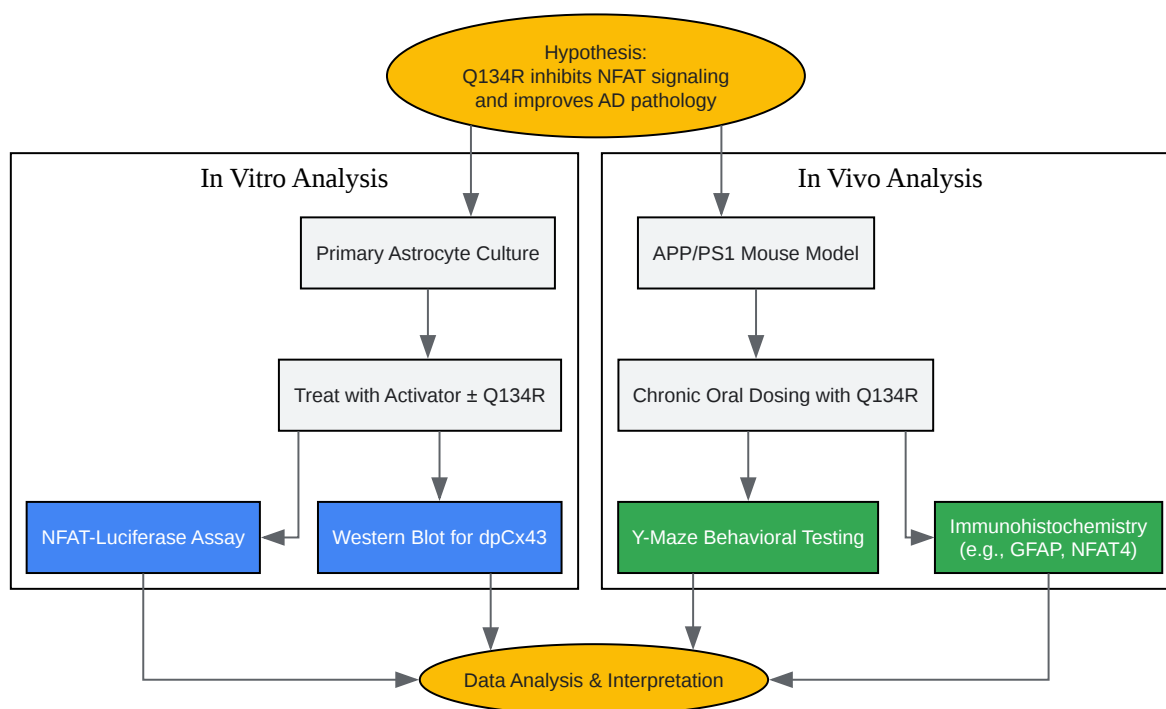 Hypothesis:
Q134R inhibits NFAT signaling
and improves AD pathology
In Vitro Analysis
In Vivo Analysis
Primary Astrocyte Culture
APP/PS1 Mouse Model
Treat with Activator ± Q134R
Chronic Oral Dosing with Q134R
NFAT-Luciferase Assay
Western Blot for dpCx43
Y-Maze Behavioral Testing
Immunohistochemistry
(e.g., GFAP, NFAT4)
Data Analysis & Interpretation